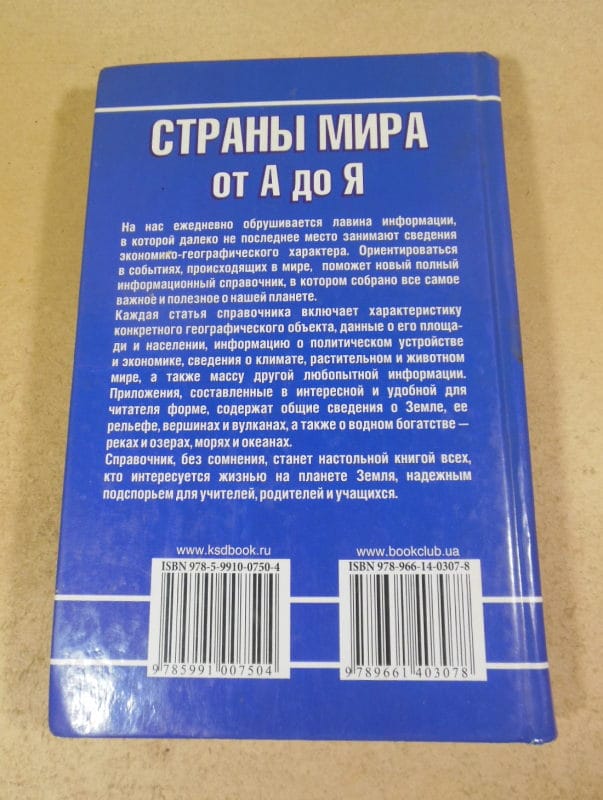 СТРАНЫ МИРА
от А до Я
На нас ежедневно обрушивается лавина информации,
в которой далеко не последнее место занимают сведения
экономико-географического характера. Ориентироваться
в событиях, происходящих в мире, поможет новый полный
информационный справочник, в котором собрано все самое
важное и полезное о нашей планете.
Каждая статья справочника включает характеристику
конкретного географического объекта, данные о его площа-
ди и населении, информацию о политическом устройстве
и экономике, сведения о климате, растительном и животном
мире, а также массу другой любопытной информации.
Приложения, составленные в интересной и удобной для
читателя форме, содержат общие сведения о Земле, ее
рельефе, вершинах и вулканах, а также о водном богатстве —
реках и озерах, морях и океанах.
Справочник, без сомнения, станет настольной книгой всех,
кто интересуется жизнью на планете Земля, надежным
подспорьем для учителей, родителей и учащихся.
www.ksdbook.ru
ISBN 978-5-9910-0750-4
9 785991 007504
www.bookclub.ua
ISBN 978-966-14-0307-8
9 789661 403078